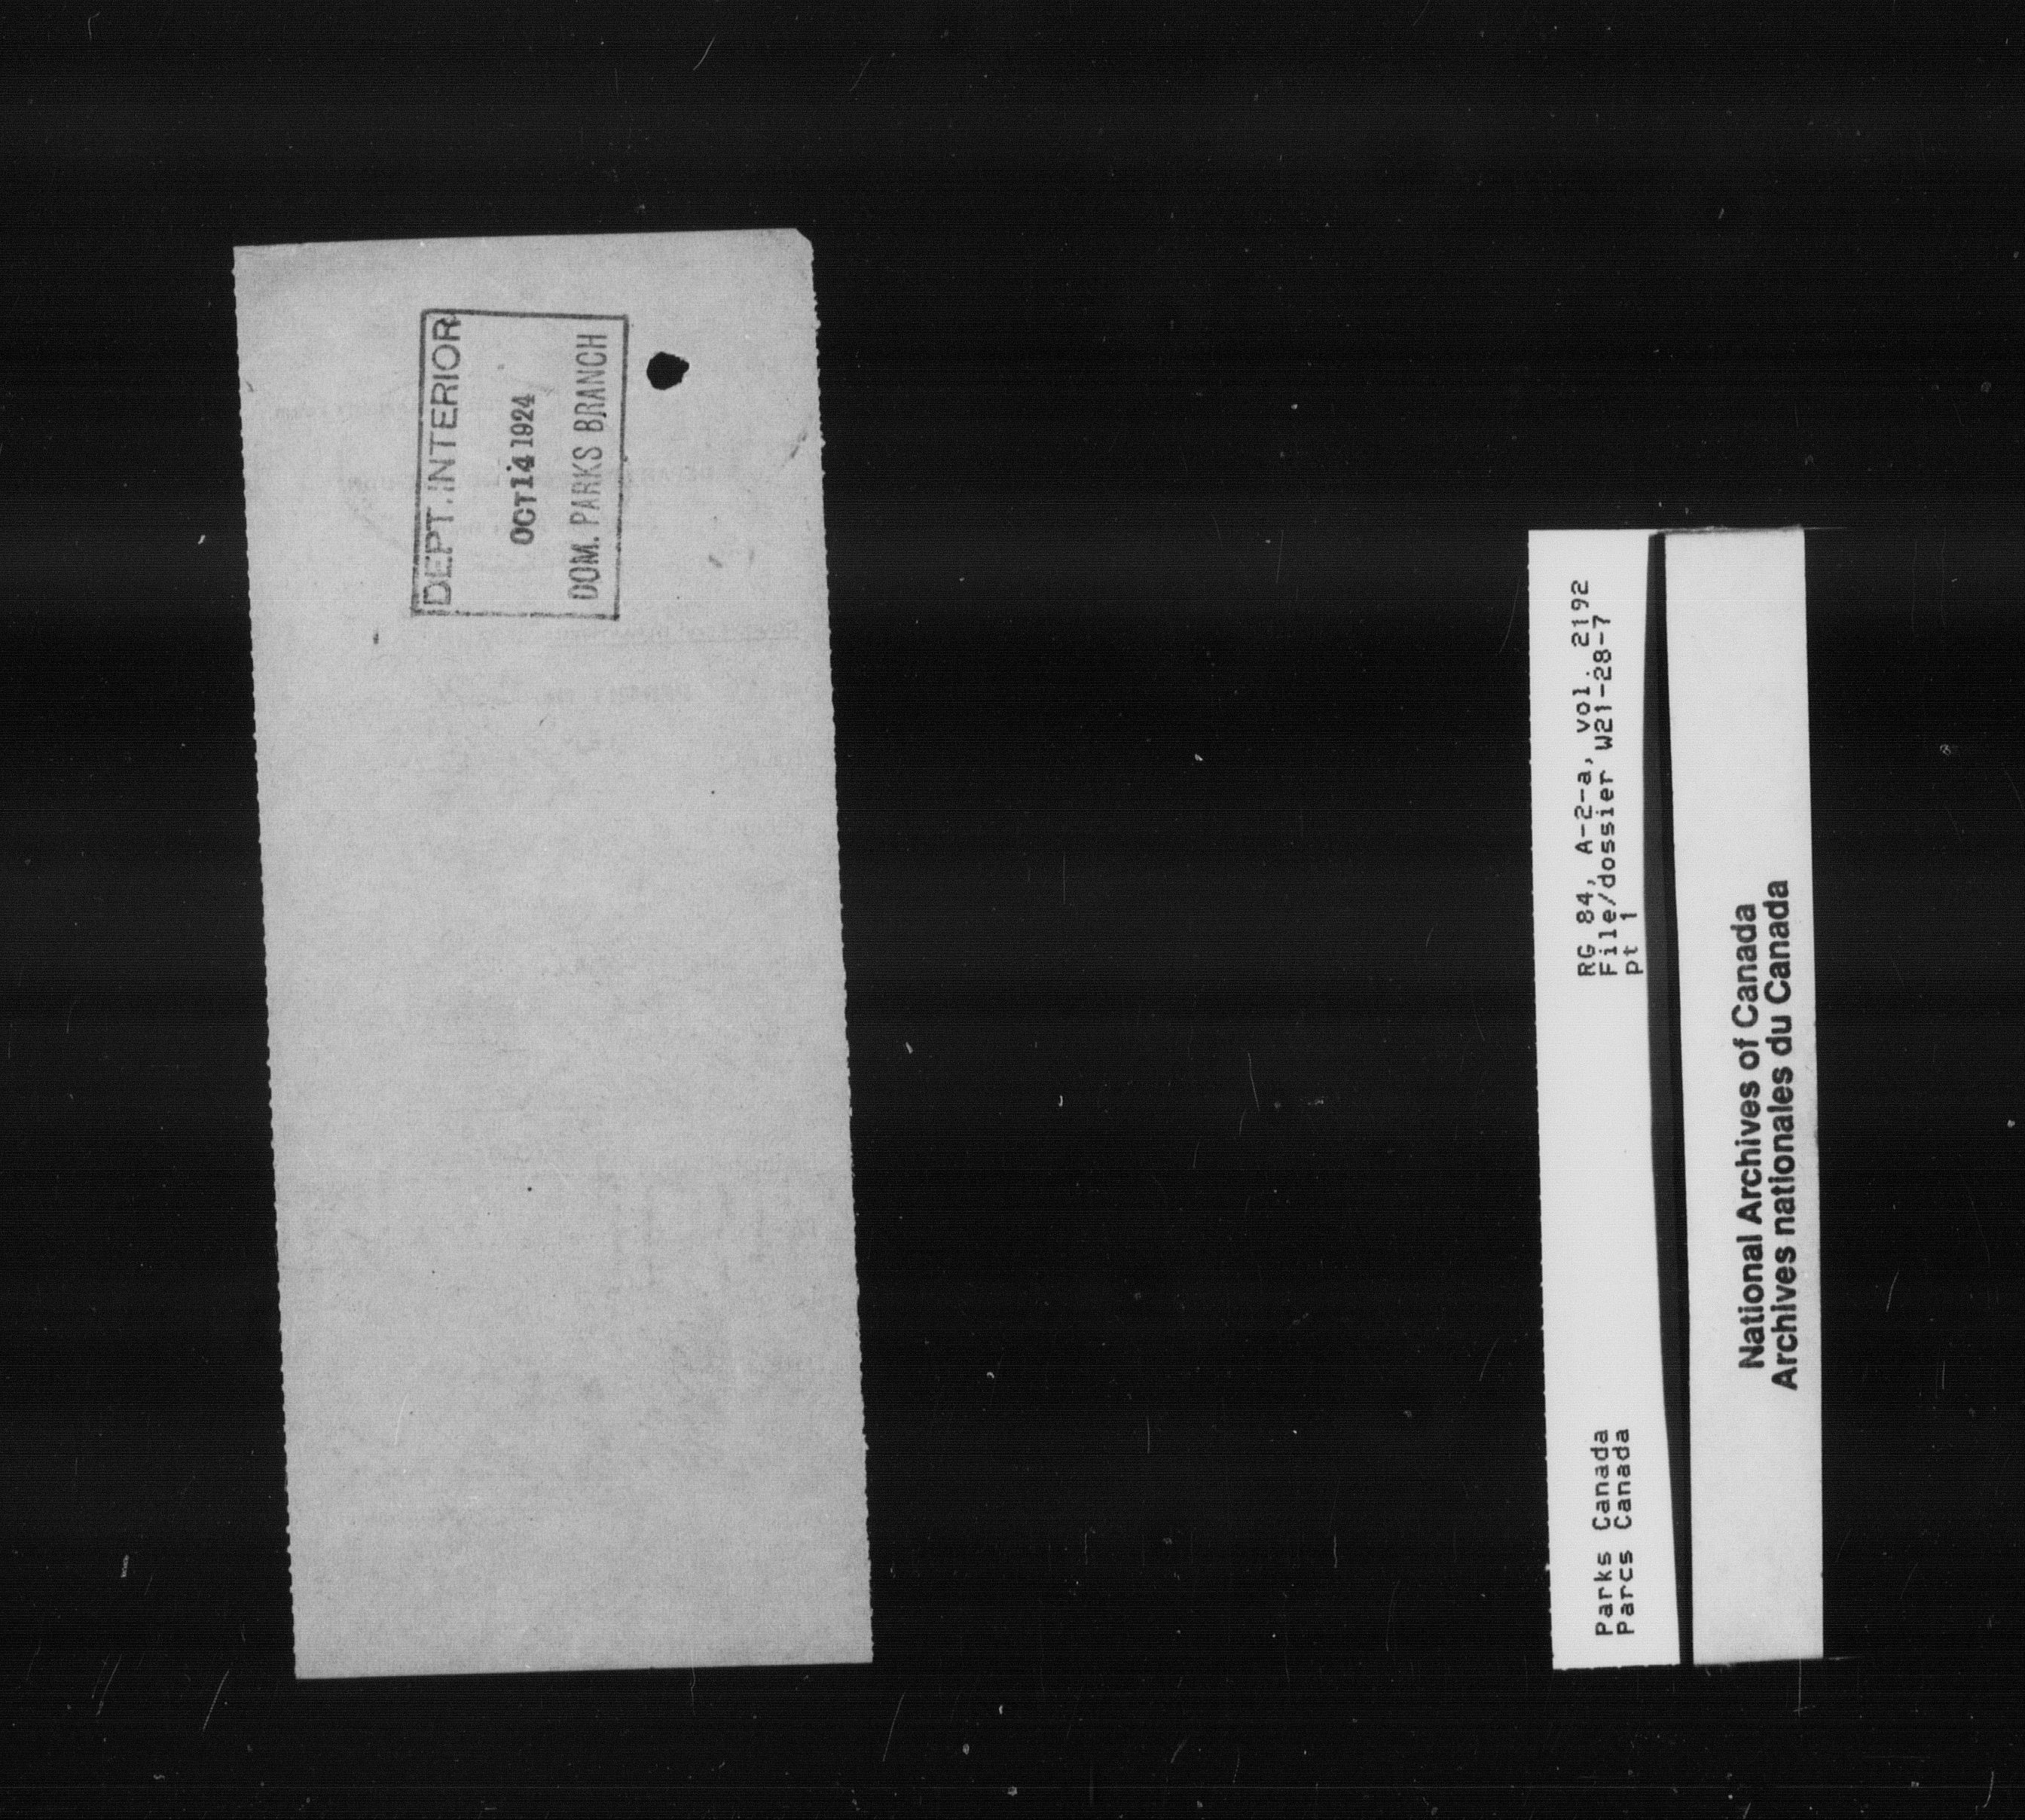 DEPT. INTERIOR
OCT 14 1924
DOM. PARKS BRANCH
RG 84, A-2-a, vol. 2192
File/dossier W21-28-7
pt 1
Parks Canada
Parcs Canada
National Archives of Canada
Archives nationales du Canada